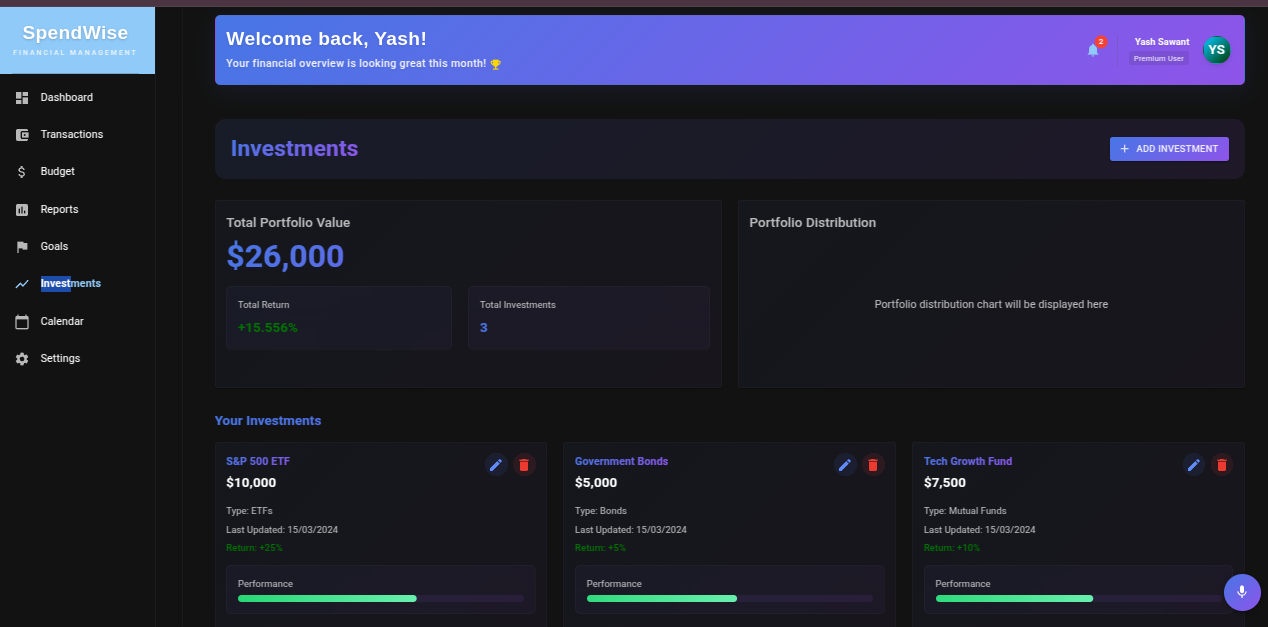 SpendWise
FINANCIAL MANAGEMENT
Dashboard
Transactions
Budget
Reports
Goals
Investments
Calendar
Settings
Welcome back, Yash!
Your financial overview is looking great this month! 🏆
2
Yash Sawant
Premium User
YS
Investments
+ ADD INVESTMENT
Total Portfolio Value
$26,000
Total Return
+15.556%
Total Investments
3
Portfolio Distribution
Portfolio distribution chart will be displayed here
Your Investments
S&P 500 ETF
$10,000
Type: ETFs
Last Updated: 15/03/2024
Return: +25%
Performance
Government Bonds
$5,000
Type: Bonds
Last Updated: 15/03/2024
Return: +5%
Performance
Tech Growth Fund
$7,500
Type: Mutual Funds
Last Updated: 15/03/2024
Return: +10%
Performance